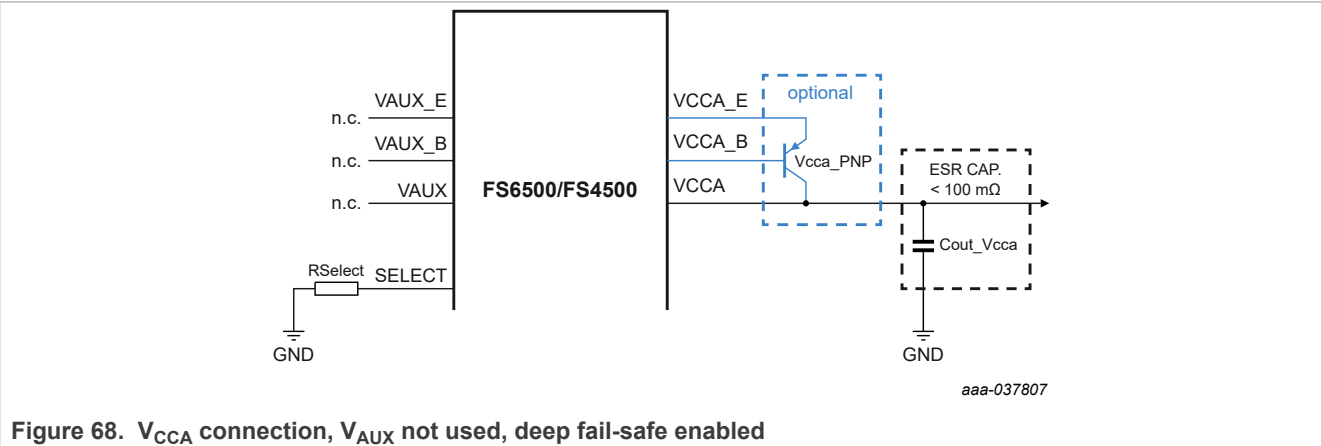 VAUX_E
n.c.
VAUX_B
n.c.
VAUX
n.c.
RSelect
SELECT
GND
FS6500/FS4500
VCCA_E
VCCA_B
VCCA
optional
Vcca_PNP
ESR CAP.
< 100 mΩ
Cout_Vcca
GND
aaa-037807
Figure 68. VCCA connection, VAUX not used, deep fail-safe enabled